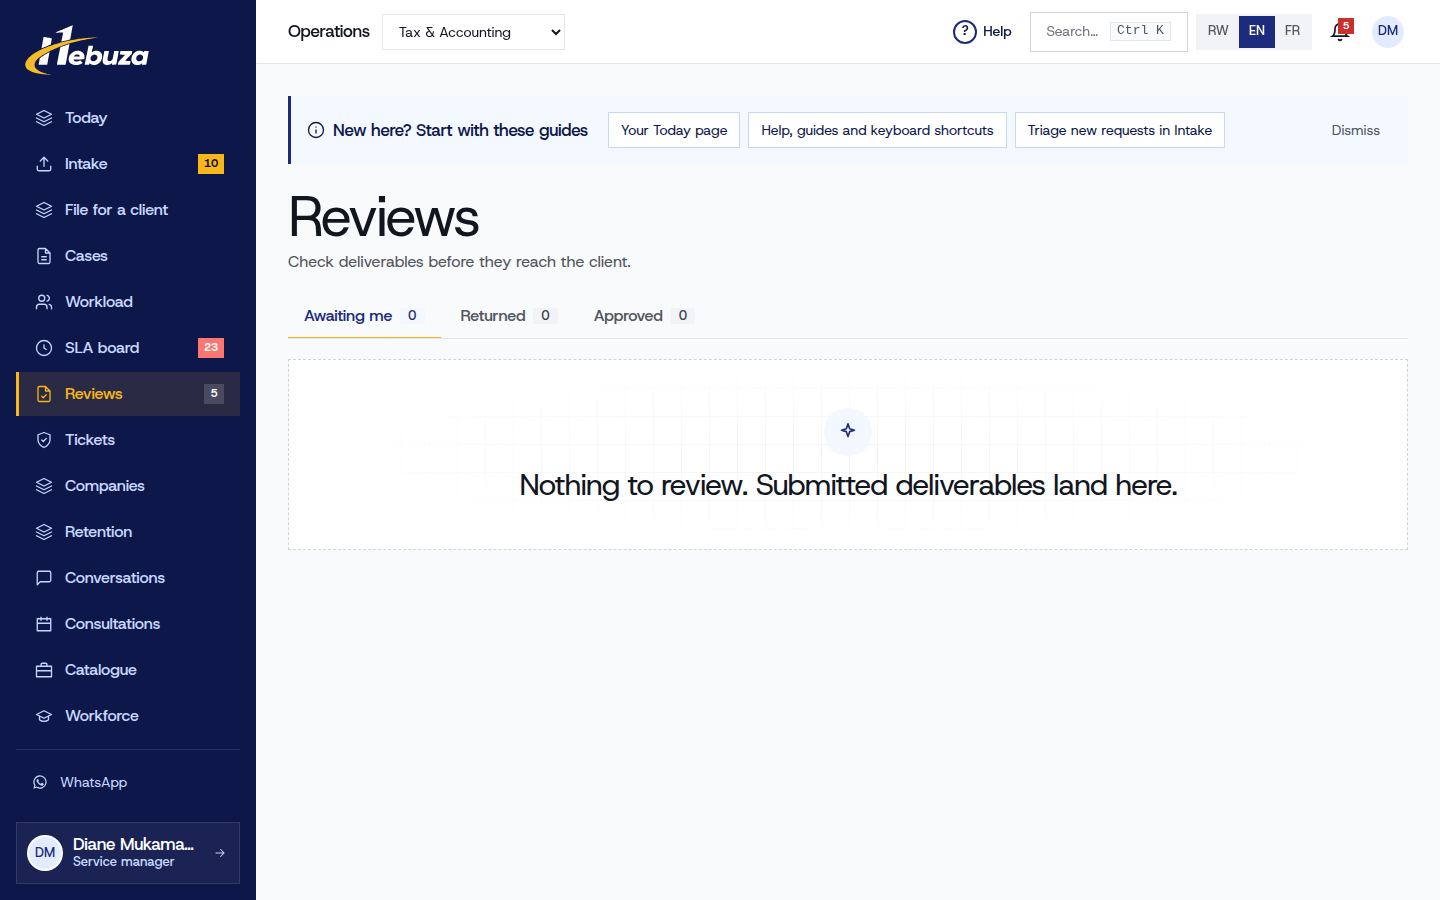 Hebuza
Today
Intake 10
File for a client
Cases
Workload
SLA board 23
Reviews 5
Tickets
Companies
Retention
Conversations
Consultations
Catalogue
Workforce
WhatsApp
DM Diane Mukama...
Service manager
Operations Tax & Accounting ? Help Search... Ctrl K RW EN FR 5 DM
New here? Start with these guides Your Today page Help, guides and keyboard shortcuts Triage new requests in Intake Dismiss
Reviews
Check deliverables before they reach the client.
Awaiting me 0 Returned 0 Approved 0
Nothing to review. Submitted deliverables land here.